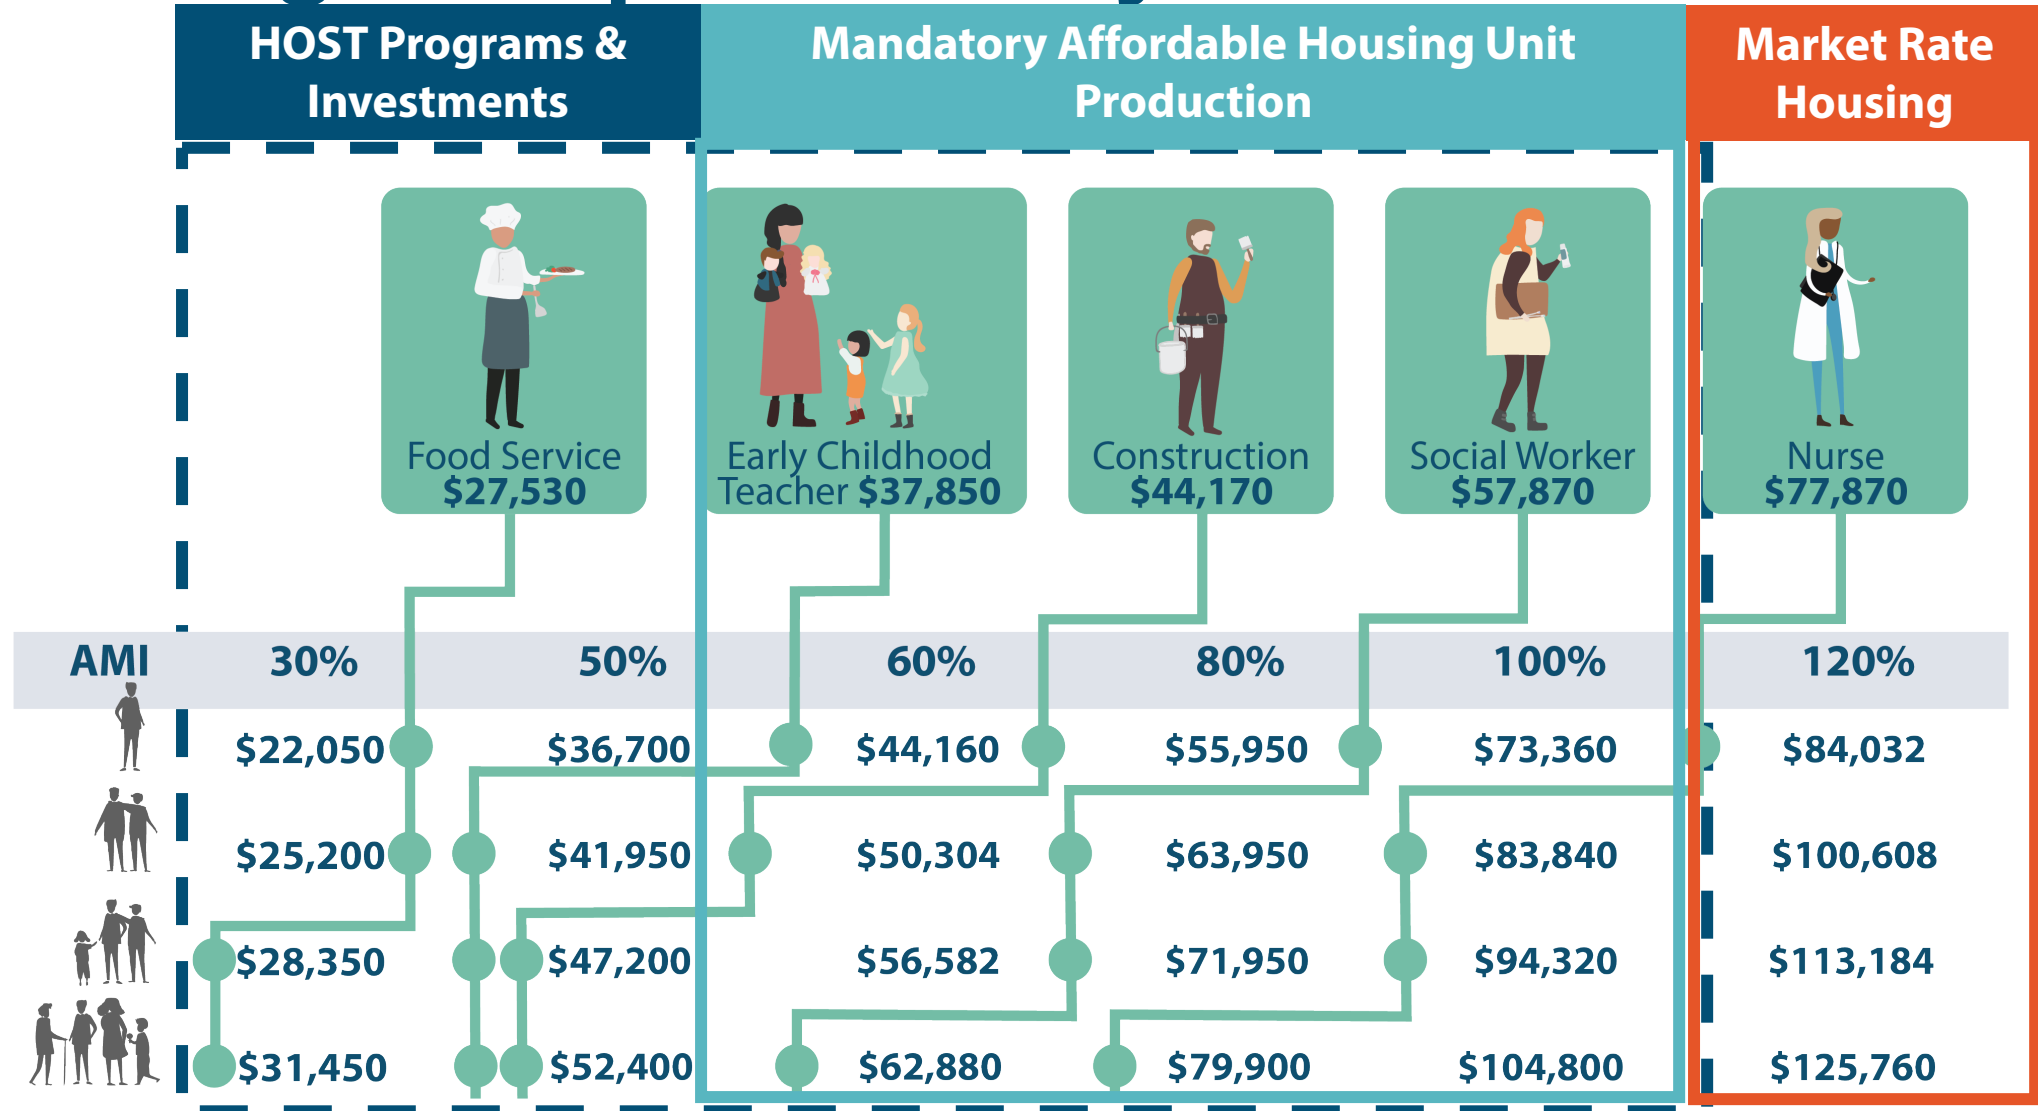 HOST Programs &
Investments
Mandatory Affordable Housing Unit
Production
Market Rate
Housing
Food Service
$27,530
Early Childhood
Teacher $37,850
Construction
$44,170
Social Worker
$57,870
Nurse
$77,870
AMI 30% 50% 60% 80% 100% 120%
$22,050 $36,700 $44,160 $55,950 $73,360 $84,032
$25,200 $41,950 $50,304 $63,950 $83,840 $100,608
$28,350 $47,200 $56,582 $71,950 $94,320 $113,184
$31,450 $52,400 $62,880 $79,900 $104,800 $125,760